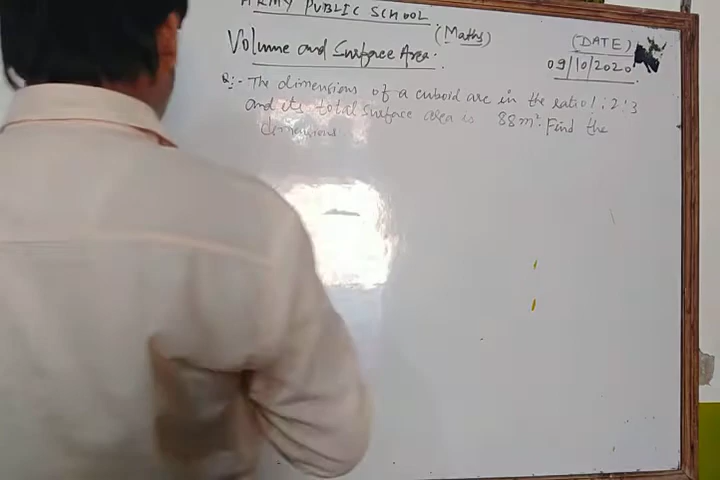 ARMY PUBLIC SCHOOL
(Maths)
Volume and Surface Area:
(DATE)
09/10/2020
Q:- The dimensions of a cuboid are in the ratio 1:2:3
and its total surface area is 88m². Find the
dimensions.